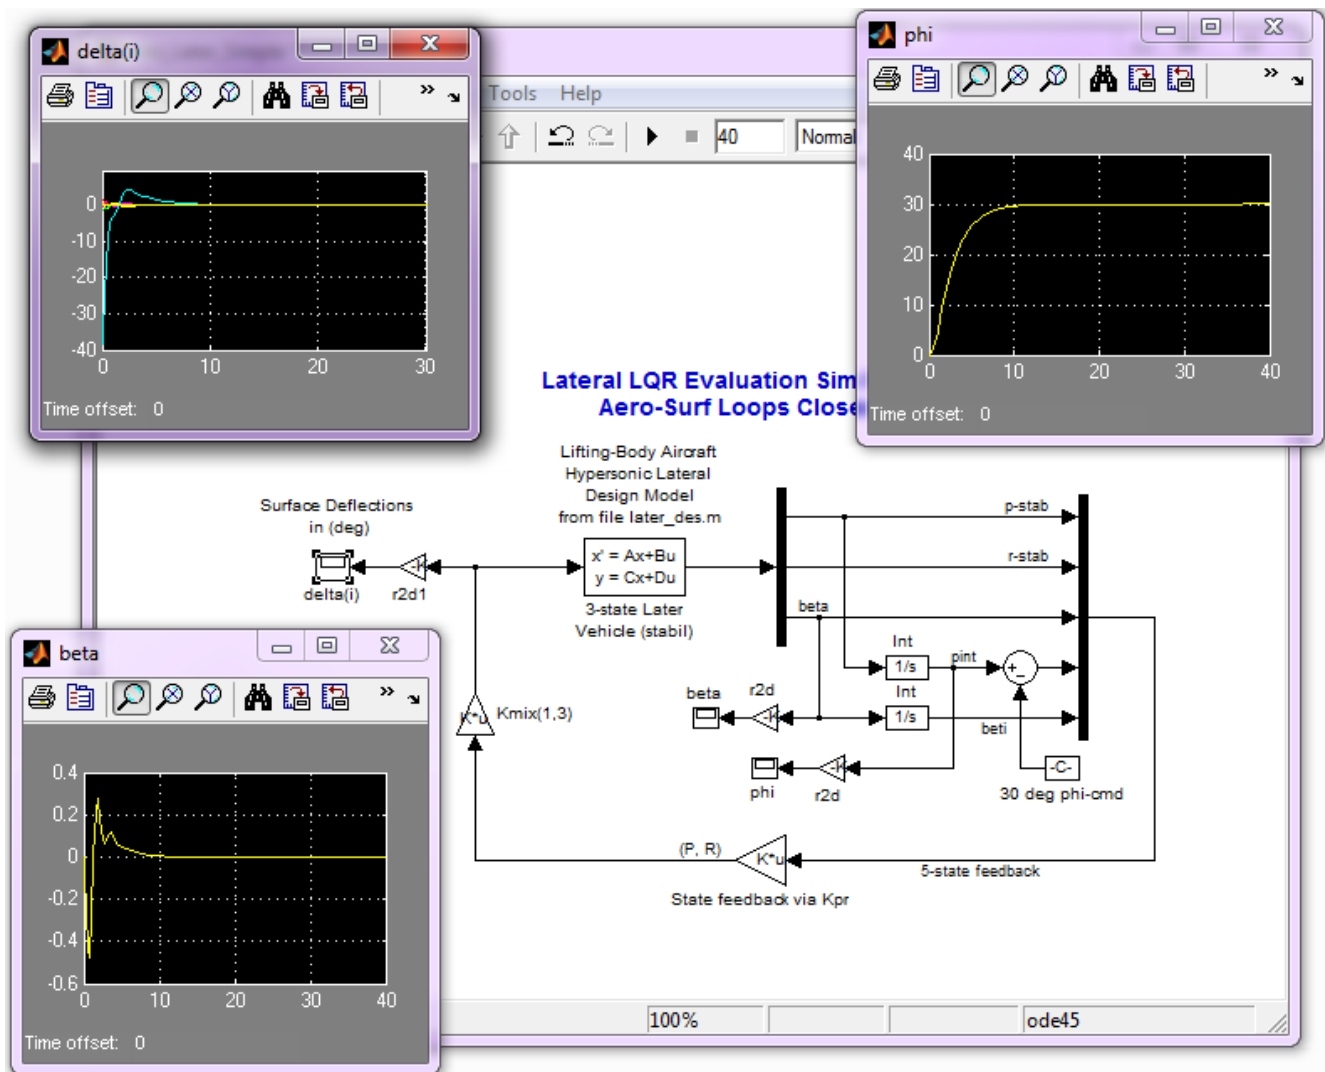 delta(i)
0
-10
-20
-30
-40
0 10 20 30
Time offset: 0
Tools Help
40 Normal
phi
40
30
20
10
0
0 10 20 30 40
Time offset: 0
Lateral LQR Evaluation Sim
Aero-Surf Loops Close
Lifting-Body Aircraft
Hypersonic Lateral
Design Model
from file later_des.m
Surface Deflections
in (deg)
delta(i)
-K
r2d1
x' = Ax+Bu
y = Cx+Du
3-state Later
Vehicle (stabil)
p-stab
r-stab
beta
Int
1/s
pint
+
-
Int
1/s
beti
beta
r2d
-K
phi
-K
r2d
-C-
30 deg phi-cmd
K*u
Kmix(1,3)
(P, R)
K*u
5-state feedback
State feedback via Kpr
beta
0.4
0.2
0
-0.2
-0.4
-0.6
0 10 20 30 40
Time offset: 0
100%
ode45